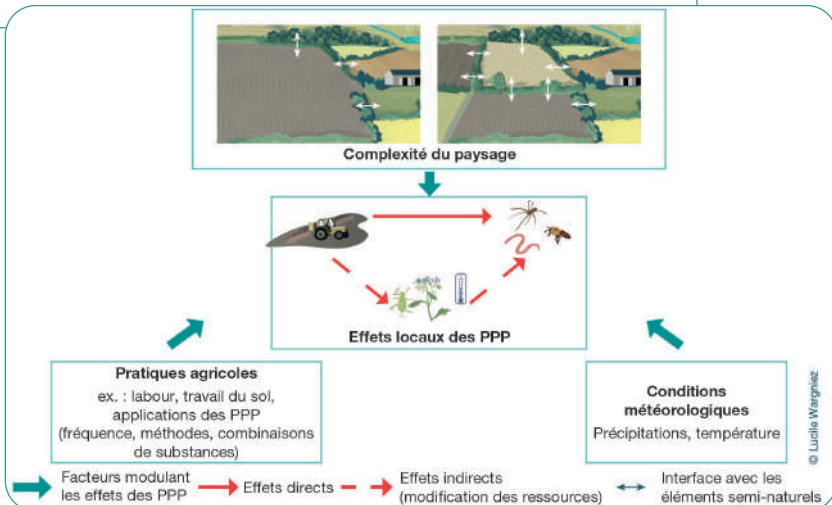 Complexité du paysage
Effets locaux des PPP
Pratiques agricoles
ex. : labour, travail du sol,
applications des PPP
(fréquence, méthodes, combinaisons
de substances)
Conditions
météorologiques
Précipitations, température
© Lucile Wargniez
Facteurs modulant
les effets des PPP
Effets directs
Effets indirects
(modification des ressources)
Interface avec les
éléments semi-naturels